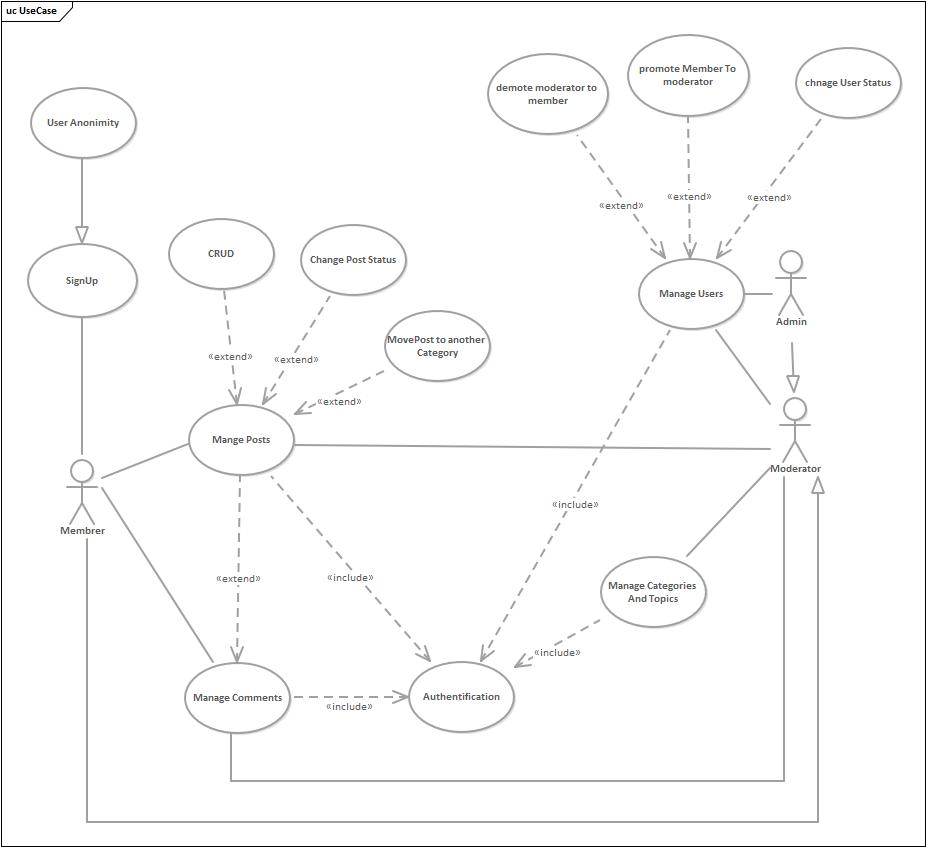 uc UseCase
demote moderator to
member
promote Member To
moderator
chnage User Status
User Anonimity
«extend»
«extend»
«extend»
CRUD
Change Post Status
SignUp
Manage Users
Admin
MovePost to another
Category
«extend»
«extend»
«extend»
Mange Posts
Moderator
Membrer
«include»
«extend»
«include»
Manage Categories
And Topics
«include»
Manage Comments
Authentification
«include»